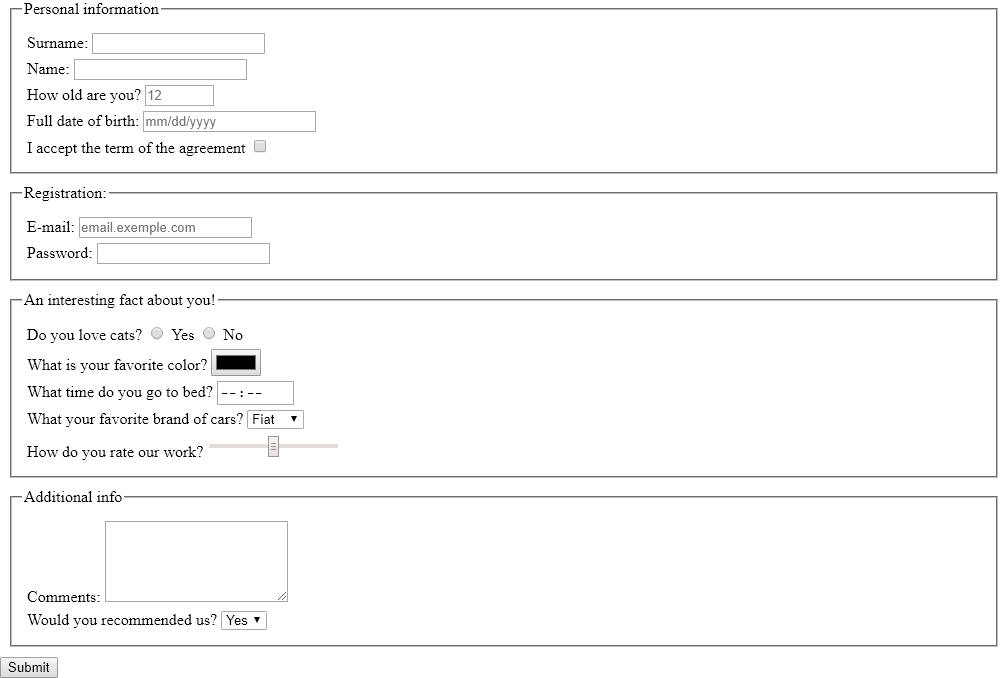 Personal information
Surname:
Name:
How old are you? 12
Full date of birth: mm/dd/yyyy
I accept the term of the agreement
Registration:
E-mail: email.exemple.com
Password:
An interesting fact about you!
Do you love cats? Yes No
What is your favorite color?
What time do you go to bed? --:--
What your favorite brand of cars? Fiat
How do you rate our work?
Additional info
Comments:
Would you recommended us? Yes
Submit